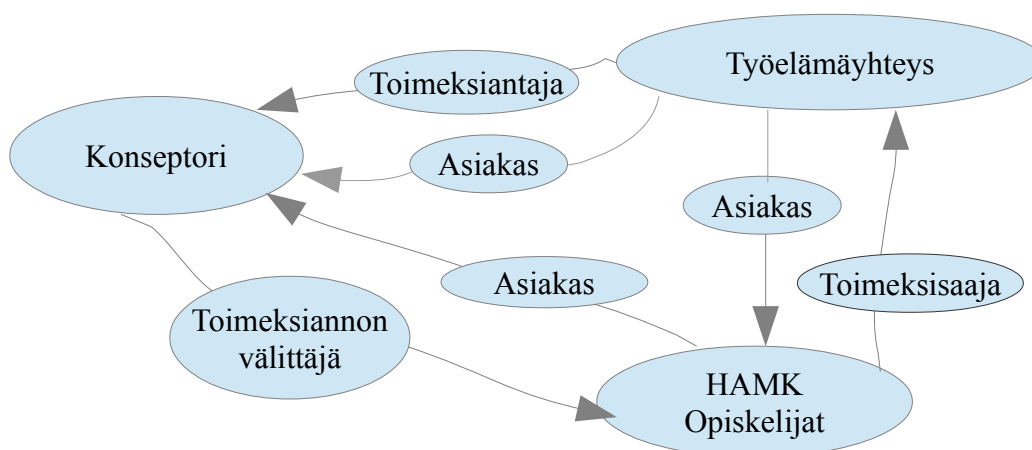 Työelämäyhteys
Toimeksiantaja
Konseptori
Asiakas
Asiakas
Asiakas
Toimeksisaaja
Toimeksiannon
välittäjä
HAMK
Opiskelijat